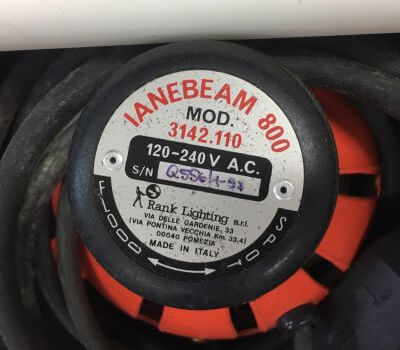 IANEBEAM 800
MOD.
3142.110
120-240 V A.C.
S/N
Rank Lighting s.r.l.
VIA DELLE GARDENIE, 33
(VIA PONTINA VECCHIA Km. 33,4)
00040 POMEZIA
MADE IN ITALY
FLOOD
SPOT